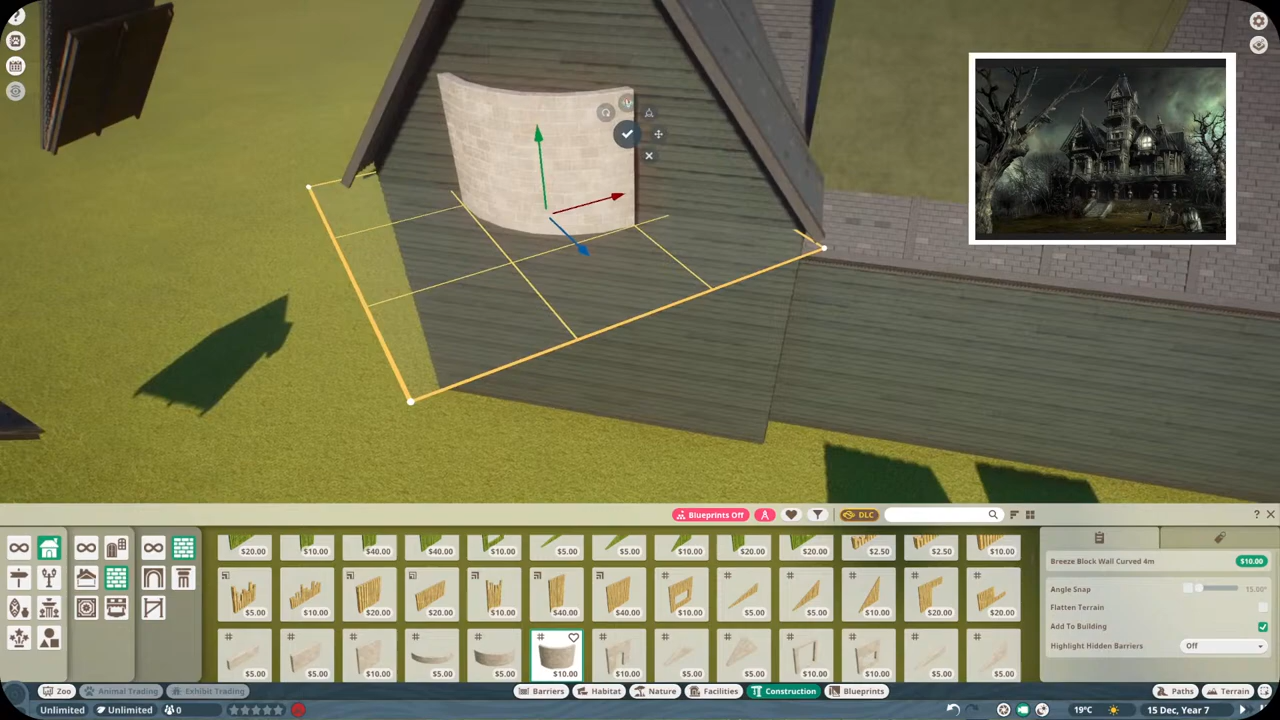 Blueprints Off
DLC
?
$20.00 $10.00 $40.00 $40.00 $10.00 $5.00 $5.00 $10.00 $20.00 $20.00 $2.50 $2.50 $10.00
$5.00 $10.00 $20.00 $20.00 $10.00 $40.00 $40.00 $10.00 $5.00 $5.00 $10.00 $20.00 $20.00
$5.00 $5.00 $10.00 $5.00 $5.00 $10.00 $10.00 $5.00 $5.00 $10.00 $10.00 $5.00 $5.00
Breeze Block Wall Curved 4m $10.00
Angle Snap 15.00°
Flatten Terrain
Add To Building
Highlight Hidden Barriers Off
Zoo Animal Trading Exhibit Trading Barriers Habitat Nature Facilities Construction Blueprints Paths Terrain
Unlimited Unlimited 0 19°C 15 Dec, Year 7